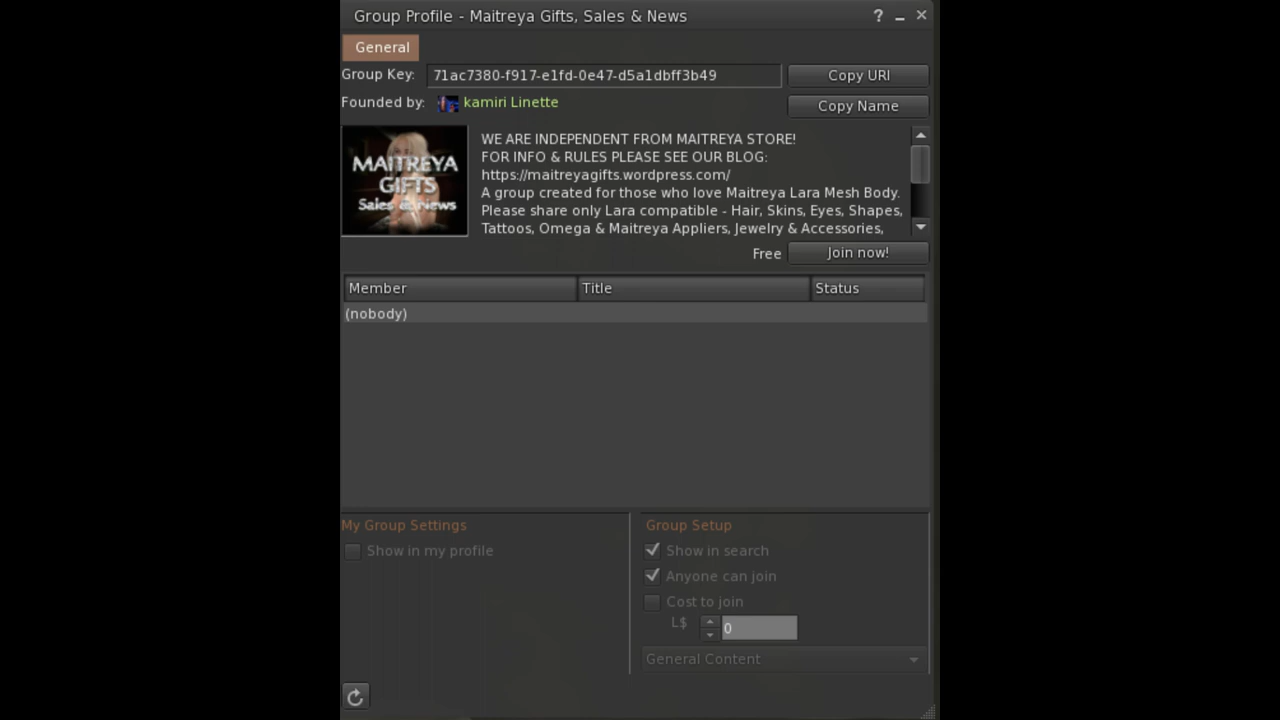 Group Profile - Maitreya Gifts, Sales & News
?
General
Group Key: 71ac7380-f917-e1fd-0e47-d5a1dbff3b49 Copy URI
Founded by: kamiri Linette
Copy Name
MAITREYA
GIFTS
Sales & News
WE ARE INDEPENDENT FROM MAITREYA STORE!
FOR INFO & RULES PLEASE SEE OUR BLOG:
https://maitreyagifts.wordpress.com/
A group created for those who love Maitreya Lara Mesh Body.
Please share only Lara compatible - Hair, Skins, Eyes, Shapes,
Tattoos, Omega & Maitreya Appliers, Jewelry & Accessories,
Free Join now!
Member Title Status
(nobody)
My Group Settings
Show in my profile
Group Setup
Show in search
Anyone can join
Cost to join
L$ 0
General Content